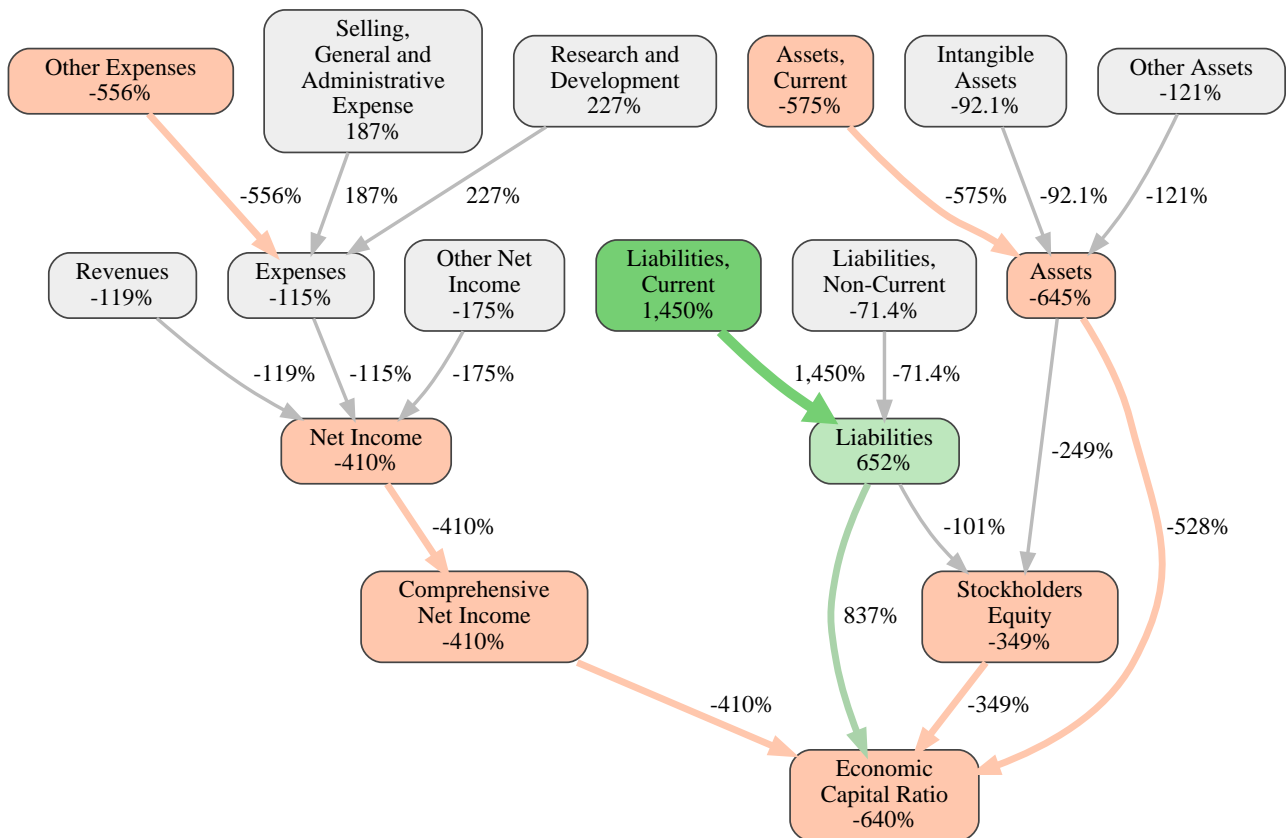 Other Expenses
-556%
Selling,
General and
Administrative
Expense
187%
Research and
Development
227%
Assets,
Current
-575%
Intangible
Assets
-92.1%
Other Assets
-121%
-556%
187%
227%
-575%
-92.1%
-121%
Revenues
-119%
Expenses
-115%
Other Net
Income
-175%
Liabilities,
Current
1,450%
Liabilities,
Non-Current
-71.4%
Assets
-645%
-119%
-115%
-175%
1,450%
-71.4%
Net Income
-410%
Liabilities
652%
-249%
-410%
-101%
-528%
Comprehensive
Net Income
-410%
837%
Stockholders
Equity
-349%
-410%
-349%
Economic
Capital Ratio
-640%